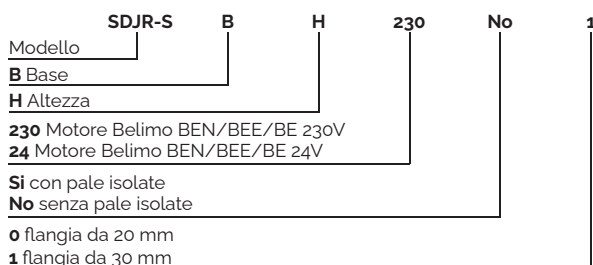 SDJR-S B H 230 No 1
Modello
B Base
H Altezza
230 Motore Belimo BEN/BEE/BE 230V
24 Motore Belimo BEN/BEE/BE 24V
Si con pale isolate
No senza pale isolate
0 flangia da 20 mm
1 flangia da 30 mm